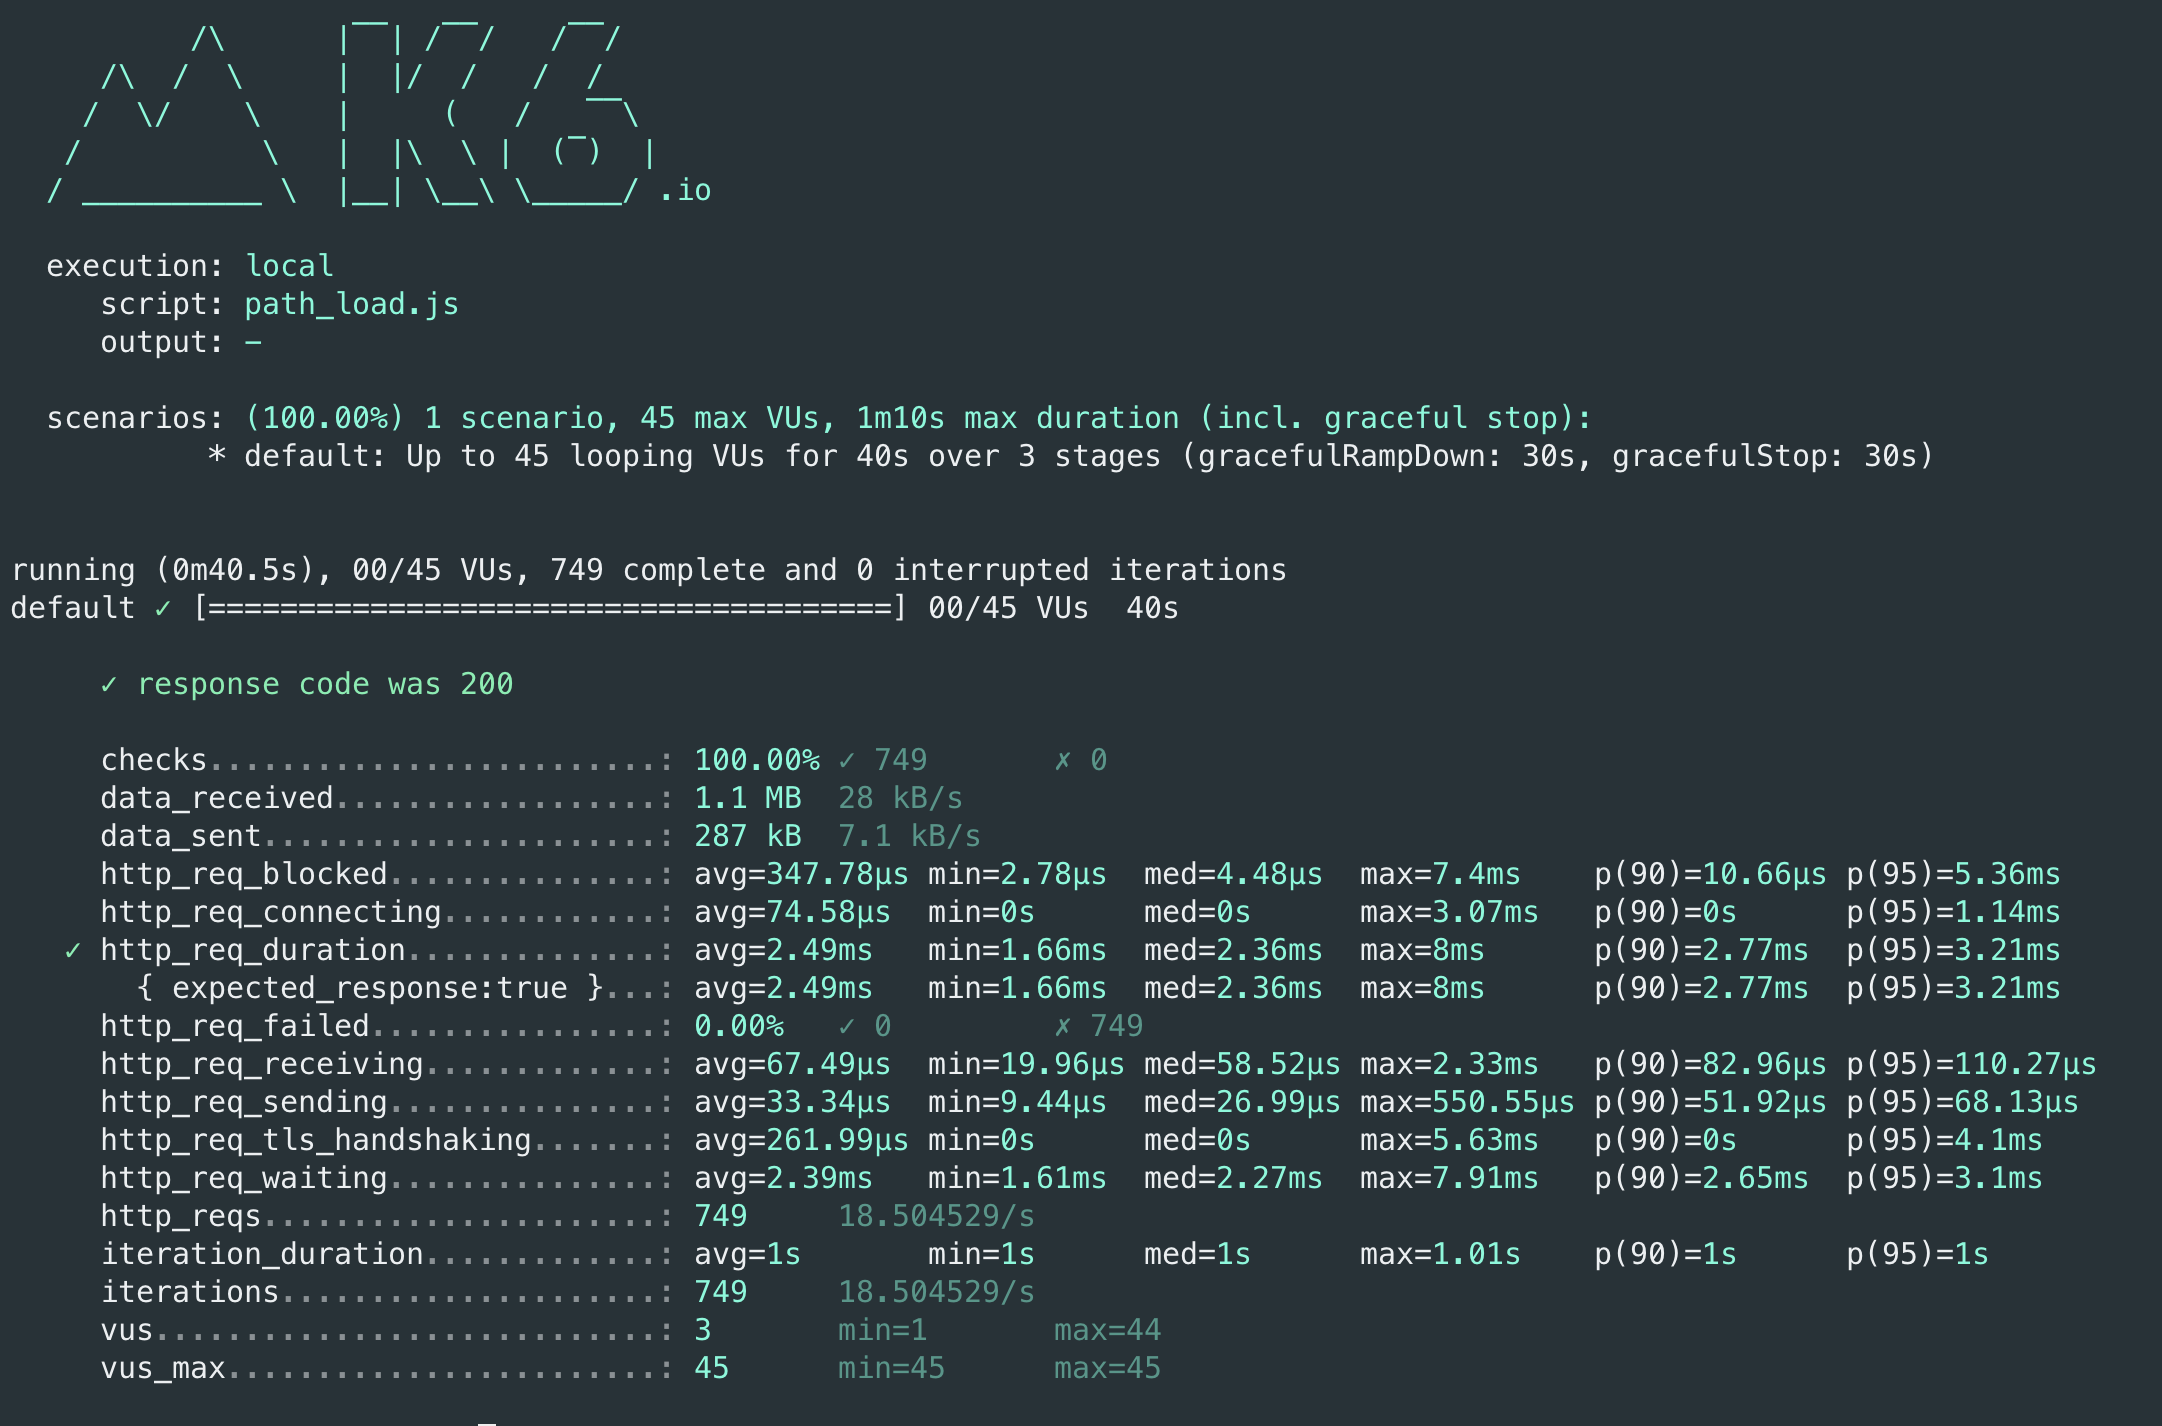 /\      |‾‾| /‾‾/   /‾‾/
     /\  /  \     |  |/  /   /  /
    /  \/    \    |     (   /   ‾‾\
   /          \   |  |\  \ |  (‾)  |
  / __________ \  |__| \__\ \_____/ .io

  execution: local
     script: path_load.js
     output: -

  scenarios: (100.00%) 1 scenario, 45 max VUs, 1m10s max duration (incl. graceful stop):
           * default: Up to 45 looping VUs for 40s over 3 stages (gracefulRampDown: 30s, gracefulStop: 30s)

running (0m40.5s), 00/45 VUs, 749 complete and 0 interrupted iterations
default ✓ [======================================] 00/45 VUs  40s

     ✓ response code was 200

     checks.........................: 100.00% ✓ 749       ✗ 0
     data_received..................: 1.1 MB  28 kB/s
     data_sent......................: 287 kB  7.1 kB/s
     http_req_blocked...............: avg=347.78µs min=2.78µs  med=4.48µs  max=7.4ms    p(90)=10.66µs p(95)=5.36ms
     http_req_connecting............: avg=74.58µs  min=0s      med=0s      max=3.07ms   p(90)=0s      p(95)=1.14ms
   ✓ http_req_duration..............: avg=2.49ms   min=1.66ms  med=2.36ms  max=8ms      p(90)=2.77ms  p(95)=3.21ms
       { expected_response:true }...: avg=2.49ms   min=1.66ms  med=2.36ms  max=8ms      p(90)=2.77ms  p(95)=3.21ms
     http_req_failed................: 0.00%   ✓ 0         ✗ 749
     http_req_receiving.............: avg=67.49µs  min=19.96µs med=58.52µs max=2.33ms   p(90)=82.96µs p(95)=110.27µs
     http_req_sending...............: avg=33.34µs  min=9.44µs  med=26.99µs max=550.55µs p(90)=51.92µs p(95)=68.13µs
     http_req_tls_handshaking.......: avg=261.99µs min=0s      med=0s      max=5.63ms   p(90)=0s      p(95)=4.1ms
     http_req_waiting...............: avg=2.39ms   min=1.61ms  med=2.27ms  max=7.91ms   p(90)=2.65ms  p(95)=3.1ms
     http_reqs......................: 749     18.504529/s
     iteration_duration.............: avg=1s       min=1s      med=1s      max=1.01s    p(90)=1s      p(95)=1s
     iterations.....................: 749     18.504529/s
     vus............................: 3       min=1       max=44
     vus_max........................: 45      min=45      max=45